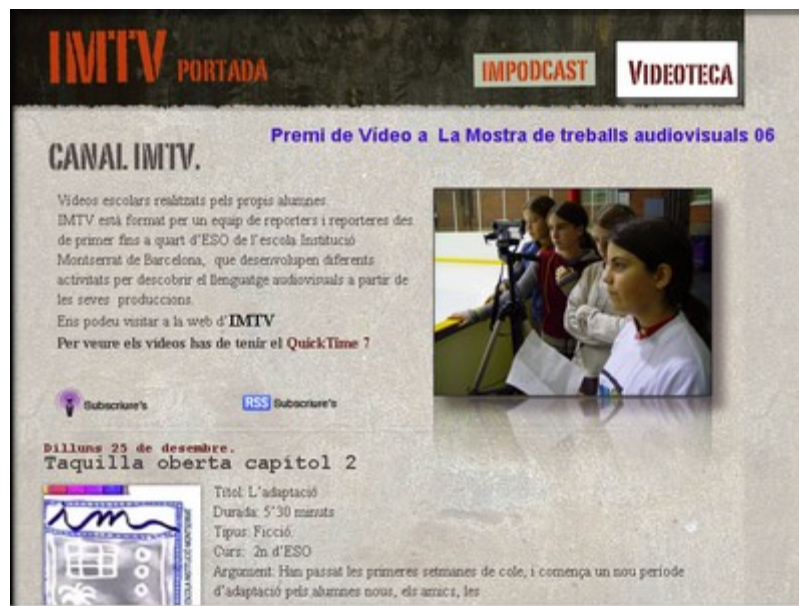 IMTV PORTADA
IMPODCAST
VIDEOTECA
Premi de Vídeo a La Mostra de treballs audiovisuals 06
CANAL IMTV.
Vídeos escolars realitzats pels propis alumnes.
IMTV està format per un equip de reporters i reporteres des
de primer fins a quart d'ESO de l'escola Institució
Montserrat de Barcelona, que desenvolupen diferents
activitats per descobrir el llenguatge audiovisuals a partir de
les seves produccions.
Ens podeu visitar a la web d'IMTV
Per veure els vídeos has de tenir el QuickTime 7
Subscriure's
RSS Subscriure's
Dilluns 25 de desembre.
Taquilla oberta capitol 2
im
Títol: L'adaptació
Durada: 5'30 minuts
Tipus: Ficció.
Curs: 2n d'ESO
Argument: Han passat les primeres setmanes de cole, i comença un nou període
d'adaptació pels alumnes nous, els amics, les